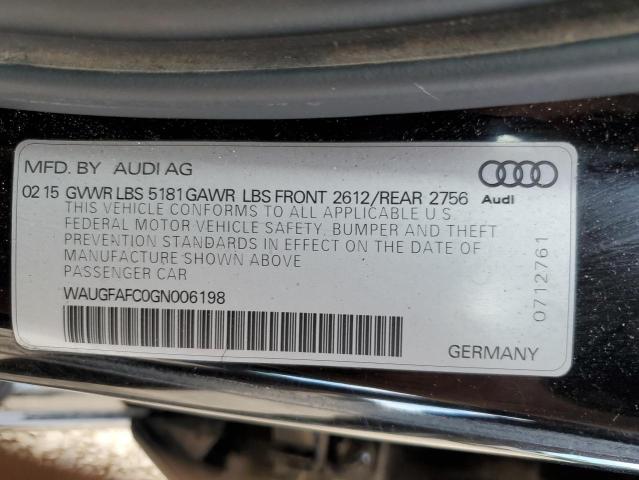 MFD. BY AUDI AG
02 15 GVWR LBS 5181 GAWR LBS FRONT 2612/REAR 2756
Audi
THIS VEHICLE CONFORMS TO ALL APPLICABLE U.S.
FEDERAL MOTOR VEHICLE SAFETY, BUMPER AND THEFT
PREVENTION STANDARDS IN EFFECT ON THE DATE OF
MANUFACTURE SHOWN ABOVE
PASSENGER CAR
WAUGFAFC0GN006198
GERMANY
0712761